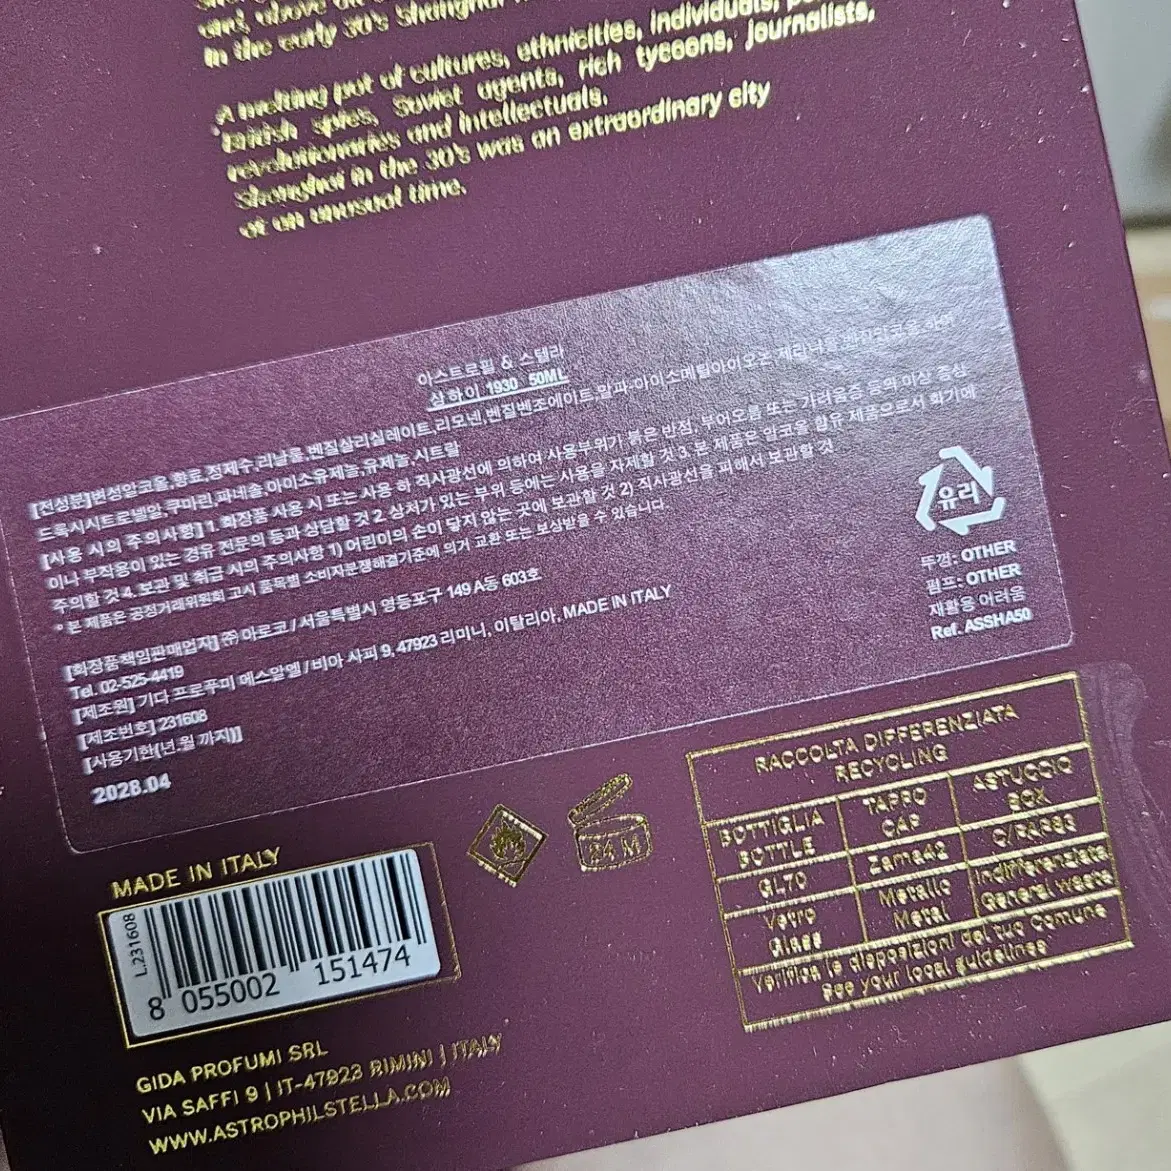 and, above all
in the early 30's Shanghai
A melting pot of cultures, ethnicities, individuals,
British spies, Soviet agents, rich tycoons, journalists,
revolutionaries and intellectuals.
Shanghai in the 30's was an extraordinary city
at an unusual time.
아스트로필 & 스텔라
상하이 1930 50ML
[전성분]변성알코올,향료,정제수,리날룰,벤질살리실레이트,리모넨,벤질벤조에이트,알파-아이소메틸아이오논 제라니올 벤질알코올 하이
드록시시트로넬알,쿠마린,파네솔,아이소유제놀,유제놀,시트랄
[사용 시의 주의사항] 1. 화장품 사용 시 또는 사용 하 직사광선에 의하여 사용부위가 붉은 반점, 부어오름 또는 가려움증 등의 이상 증상
이나 부작용이 있는 경유 전문의 등과 상담할 것 2. 상처가 있는 부위 등에는 사용을 자제할 것 3. 본 제품은 알코올 함유 제품으로서 화기에
주의할 것 4. 보관 및 취급 시의 주의사항 1) 어린이의 손이 닿지 않는 곳에 보관할 것 2) 직사광선을 피해서 보관할 것.
* 본 제품은 공정거래위원회 고시 품목별 소비자분쟁해결기준에 의거 교환 또는 보상받을 수 있습니다.
[화장품책임판매업자] ㈜ 아로코 / 서울특별시 영등포구 149 A동 603호
Tel. 02-525-4419
[제조원] 기다 프로푸미 에스알엘 / 비아 사피 9, 47923 리미니, 이탈리아, MADE IN ITALY
[제조번호] 231608
[사용기한(년.월 까지)]
2028.04
유리
뚜껑: OTHER
펌프: OTHER
재활용 어려움
Ref. ASSHA50
MADE IN ITALY
L.231608
8 055002 151474
24 M
GIDA PROFUMI SRL
VIA SAFFI 9 | IT-47923 RIMINI | ITALY
WWW.ASTROPHILSTELLA.COM
RACCOLTA DIFFERENZIATA
RECYCLING
BOTTIGLIA
BOTTLE
TAPPO
CAP
ASTUCCIO
BOX
GL70
Zama42
C/PAP83
Vetro
Glass
Metallo
Metal
Indifferenziata
General waste
Verifica le disposizioni del tuo Comune
See your local guidelines